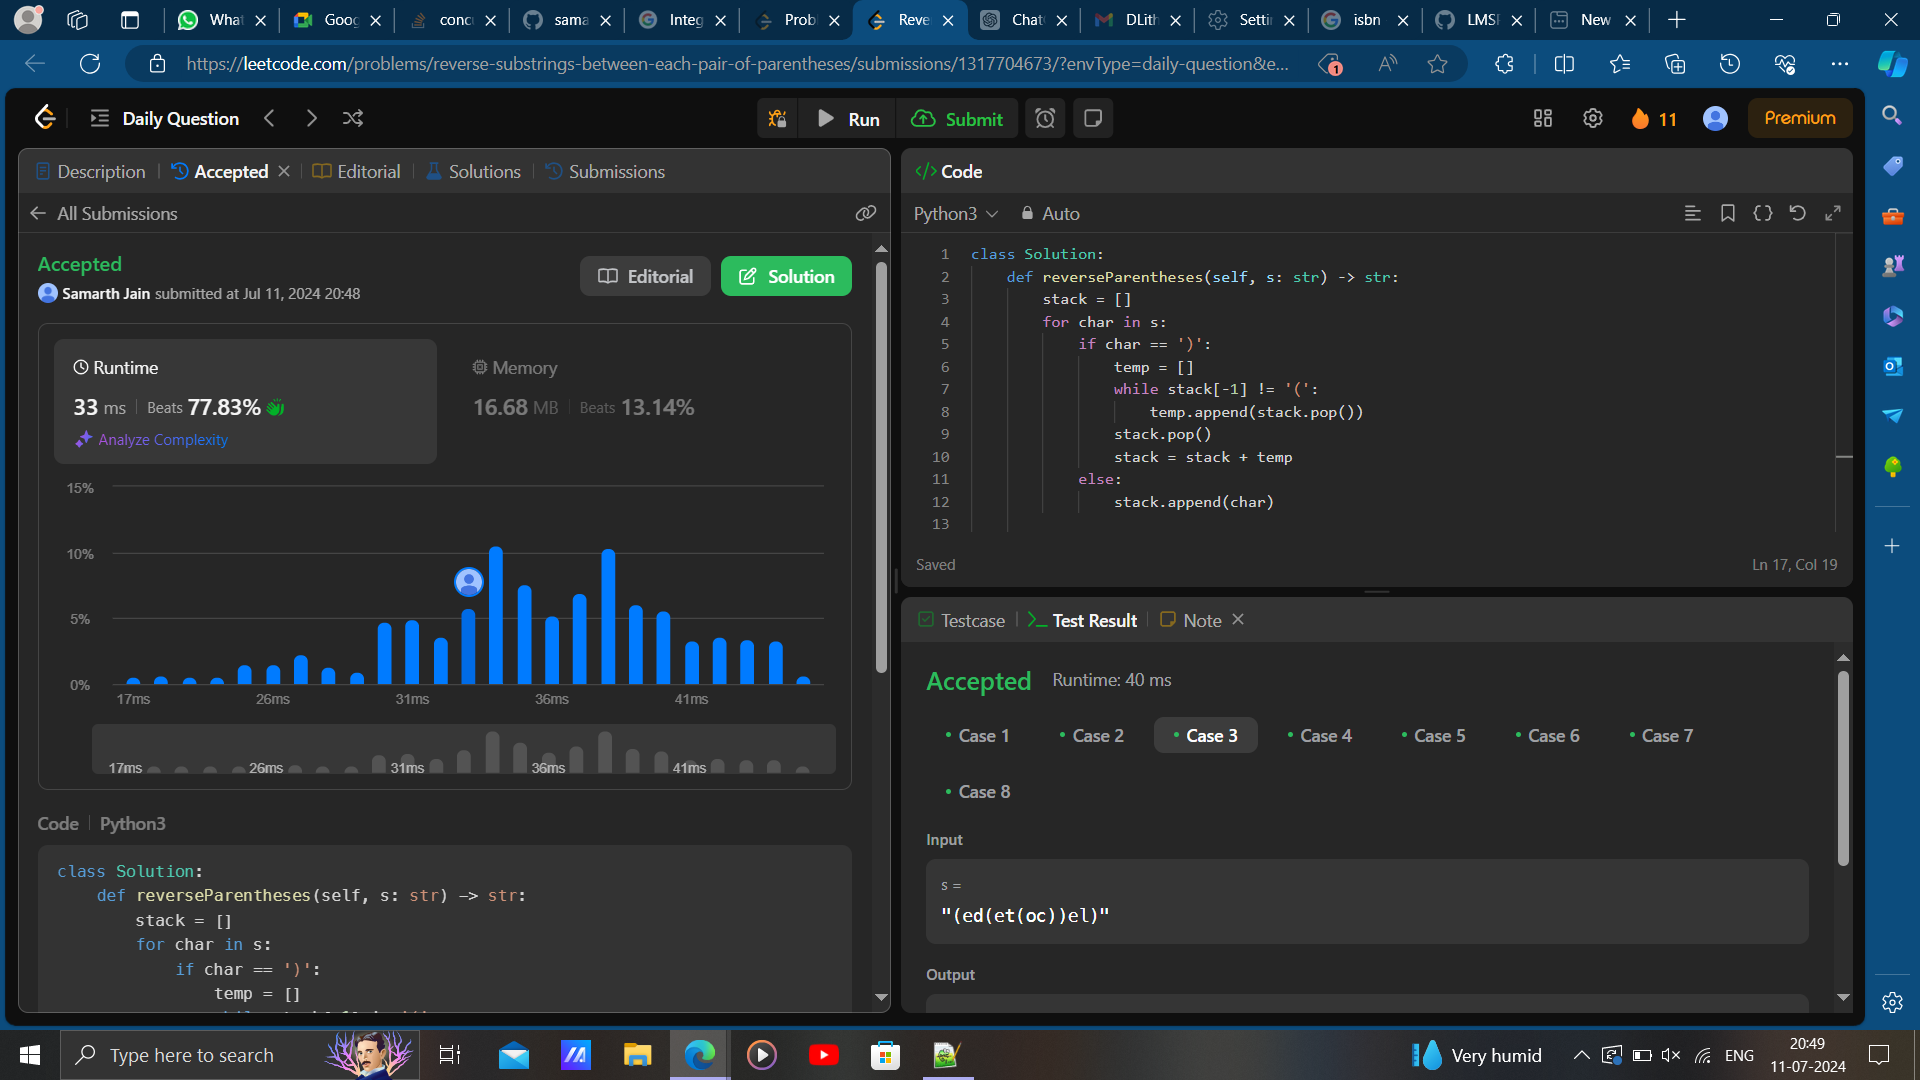 What
Goog
conc
sama
Integ
Probl
Reve
Chat
DLith
Settin
isbn
LMSP
New
https://leetcode.com/problems/reverse-substrings-between-each-pair-of-parentheses/submissions/1317704673/?envType=daily-question&e...
1
Daily Question
Run
Submit
11
Premium
Description
Accepted
Editorial
Solutions
Submissions
All Submissions
Accepted
Samarth Jain submitted at Jul 11, 2024 20:48
Editorial
Solution
Runtime
33 ms
Beats 77.83%
Analyze Complexity
Memory
16.68 MB
Beats 13.14%
15%
10%
5%
0%
17ms 26ms 31ms 36ms 41ms
17ms 26ms 31ms 36ms 41ms
Code
Python3
class Solution:
def reverseParentheses(self, s: str) -> str:
stack = []
for char in s:
if char == ')':
temp = []
</> Code
Python3
Auto
1 class Solution:
2 def reverseParentheses(self, s: str) -> str:
3 stack = []
4 for char in s:
5 if char == ')':
6 temp = []
7 while stack[-1] != '(':
8 temp.append(stack.pop())
9 stack.pop()
10 stack = stack + temp
11 else:
12 stack.append(char)
13
Saved
Ln 17, Col 19
Testcase
Test Result
Note
Accepted
Runtime: 40 ms
Case 1
Case 2
Case 3
Case 4
Case 5
Case 6
Case 7
Case 8
Input
s =
"(ed(et(oc))el)"
Output
Type here to search
Very humid
ENG
20:49
11-07-2024